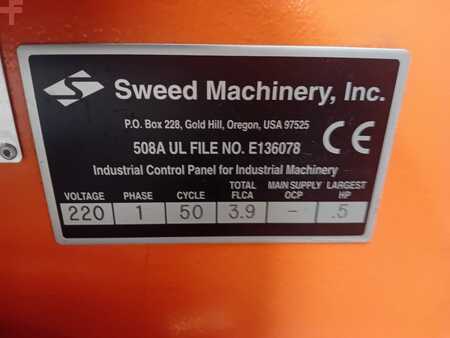 Sweed Machinery, Inc.
P.O. Box 228, Gold Hill, Oregon, USA 97525
508A UL FILE NO. E136078
CE
Industrial Control Panel for Industrial Machinery
VOLTAGE PHASE CYCLE TOTAL FLCA MAIN SUPPLY OCP LARGEST HP
220 1 50 3.9 – .5